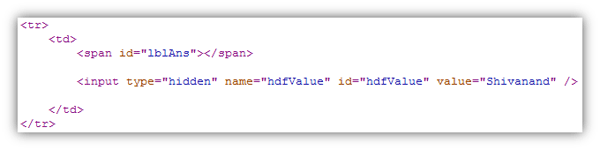 <tr>
<td>
<span id="lblAns"></span>
<input type="hidden" name="hdfValue" id="hdfValue" value="Shivanand" />
</td>
</tr>